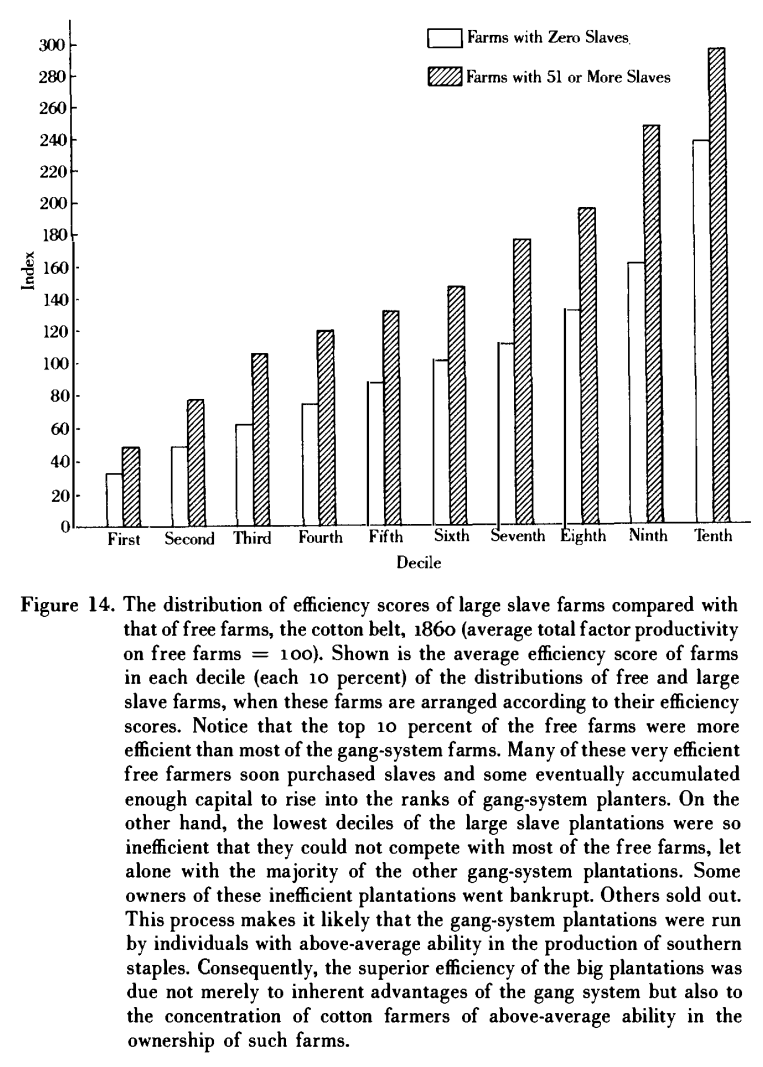 Farms with Zero Slaves
Farms with 51 or More Slaves
300
280
260
240
220
200
180
160
140
120
100
80
60
40
20
0
Index
First Second Third Fourth Fifth Sixth Seventh Eighth Ninth Tenth
Decile
Figure 14. The distribution of efficiency scores of large slave farms compared with
that of free farms, the cotton belt, 1860 (average total factor productivity
on free farms = 100). Shown is the average efficiency score of farms
in each decile (each 10 percent) of the distributions of free and large
slave farms, when these farms are arranged according to their efficiency
scores. Notice that the top 10 percent of the free farms were more
efficient than most of the gang-system farms. Many of these very efficient
free farmers soon purchased slaves and some eventually accumulated
enough capital to rise into the ranks of gang-system planters. On the
other hand, the lowest deciles of the large slave plantations were so
inefficient that they could not compete with most of the free farms, let
alone with the majority of the other gang-system plantations. Some
owners of these inefficient plantations went bankrupt. Others sold out.
This process makes it likely that the gang-system plantations were run
by individuals with above-average ability in the production of southern
staples. Consequently, the superior efficiency of the big plantations was
due not merely to inherent advantages of the gang system but also to
the concentration of cotton farmers of above-average ability in the
ownership of such farms.